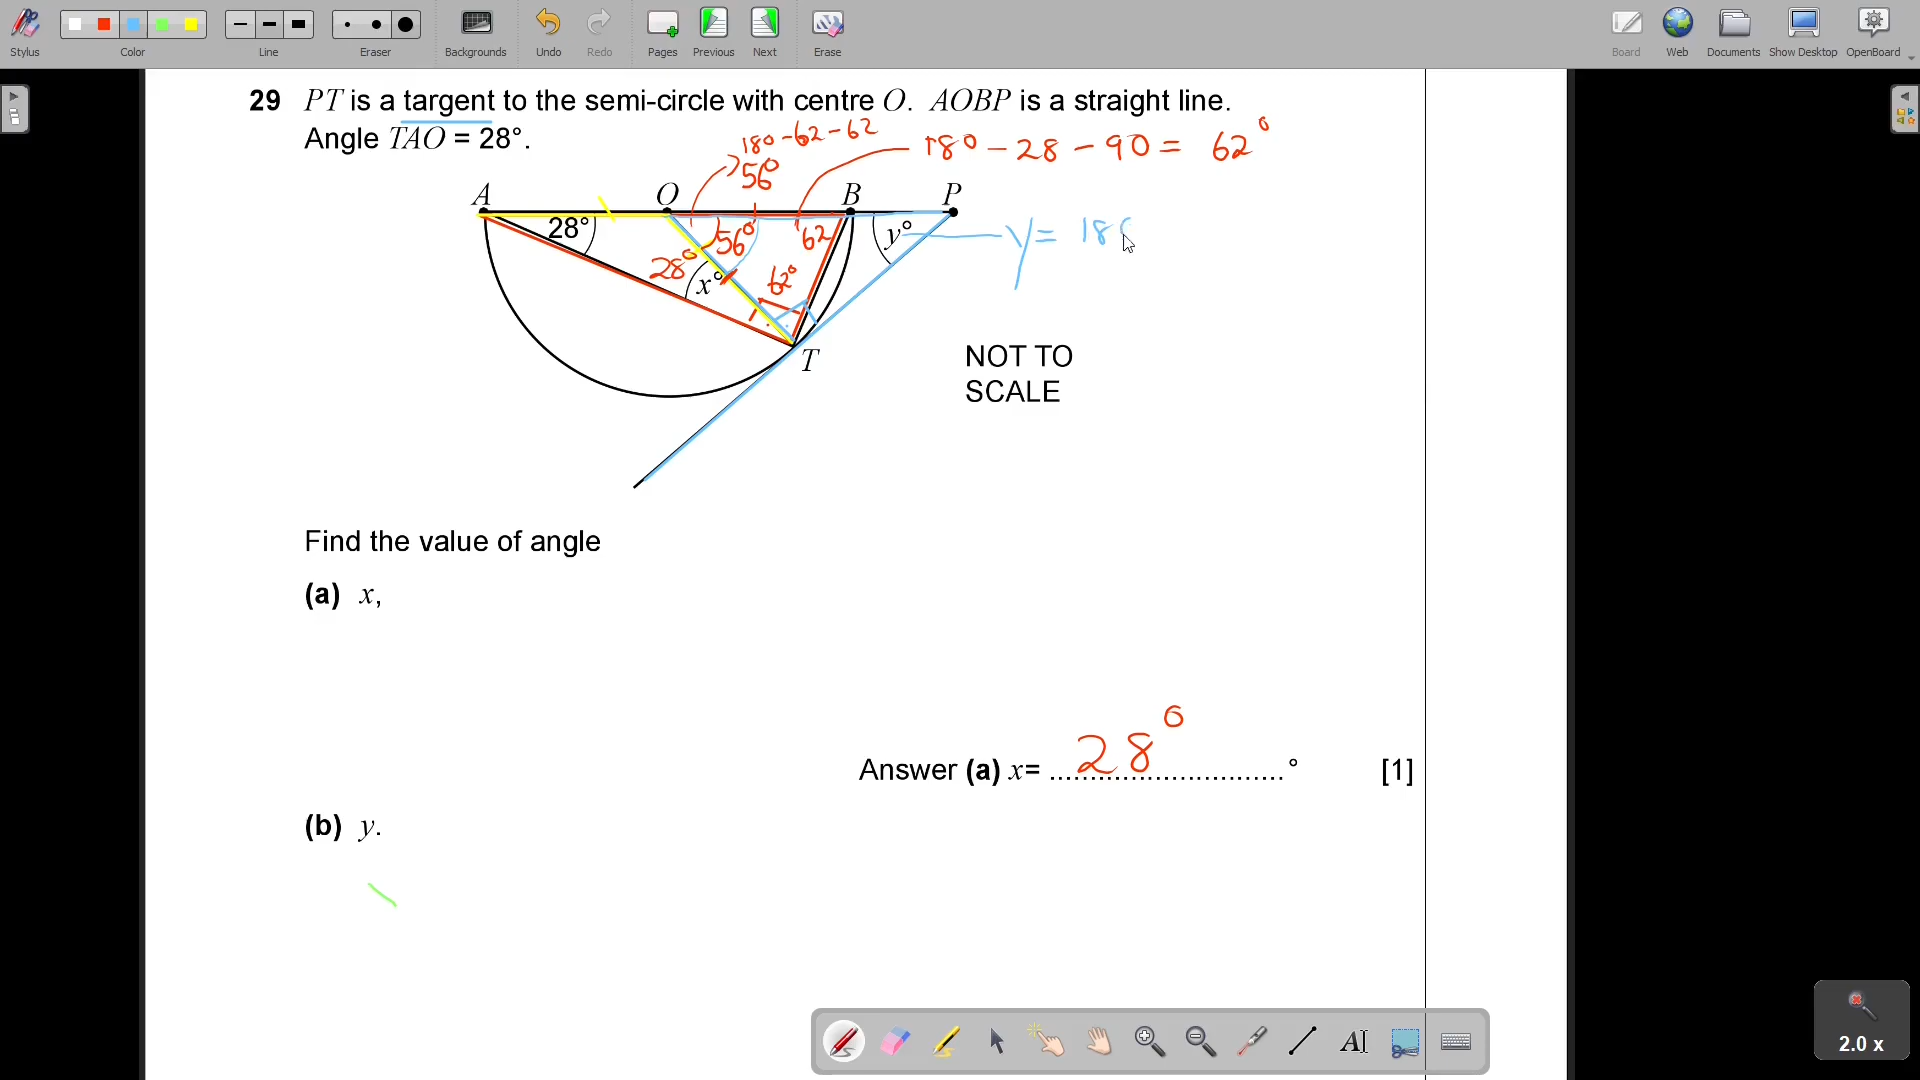 Stylus Color Line Eraser Backgrounds Undo Redo Pages Previous Next Erase Board Web Documents Show Desktop OpenBoard
29 PT is a targent to the semi-circle with centre O. AOBP is a straight line.
Angle TAO = 28°.
180-62-62
180 - 28 - 90 = 62°
56°
A O B P
28° 56° 62 y° y = 18
28° x° 62°
T
NOT TO
SCALE
Find the value of angle
(a) x,
28°
Answer (a) x= ............................° [1]
(b) y.
AI
2.0 x